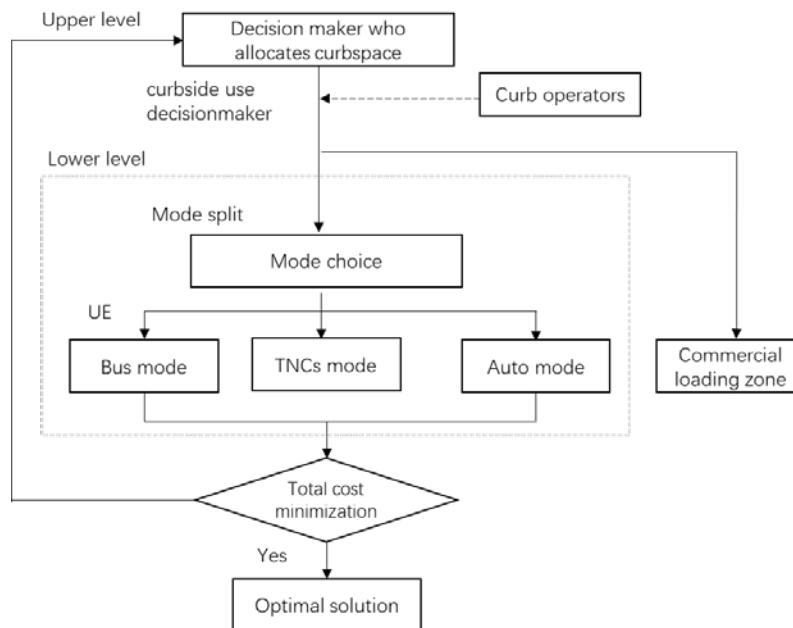 Upper level
Decision maker who
allocates curbspace
curbside use
decisionmaker
Curb operators
Lower level
Mode split
Mode choice
UE
Bus mode
TNCs mode
Auto mode
Commercial
loading zone
Total cost
minimization
Yes
Optimal solution